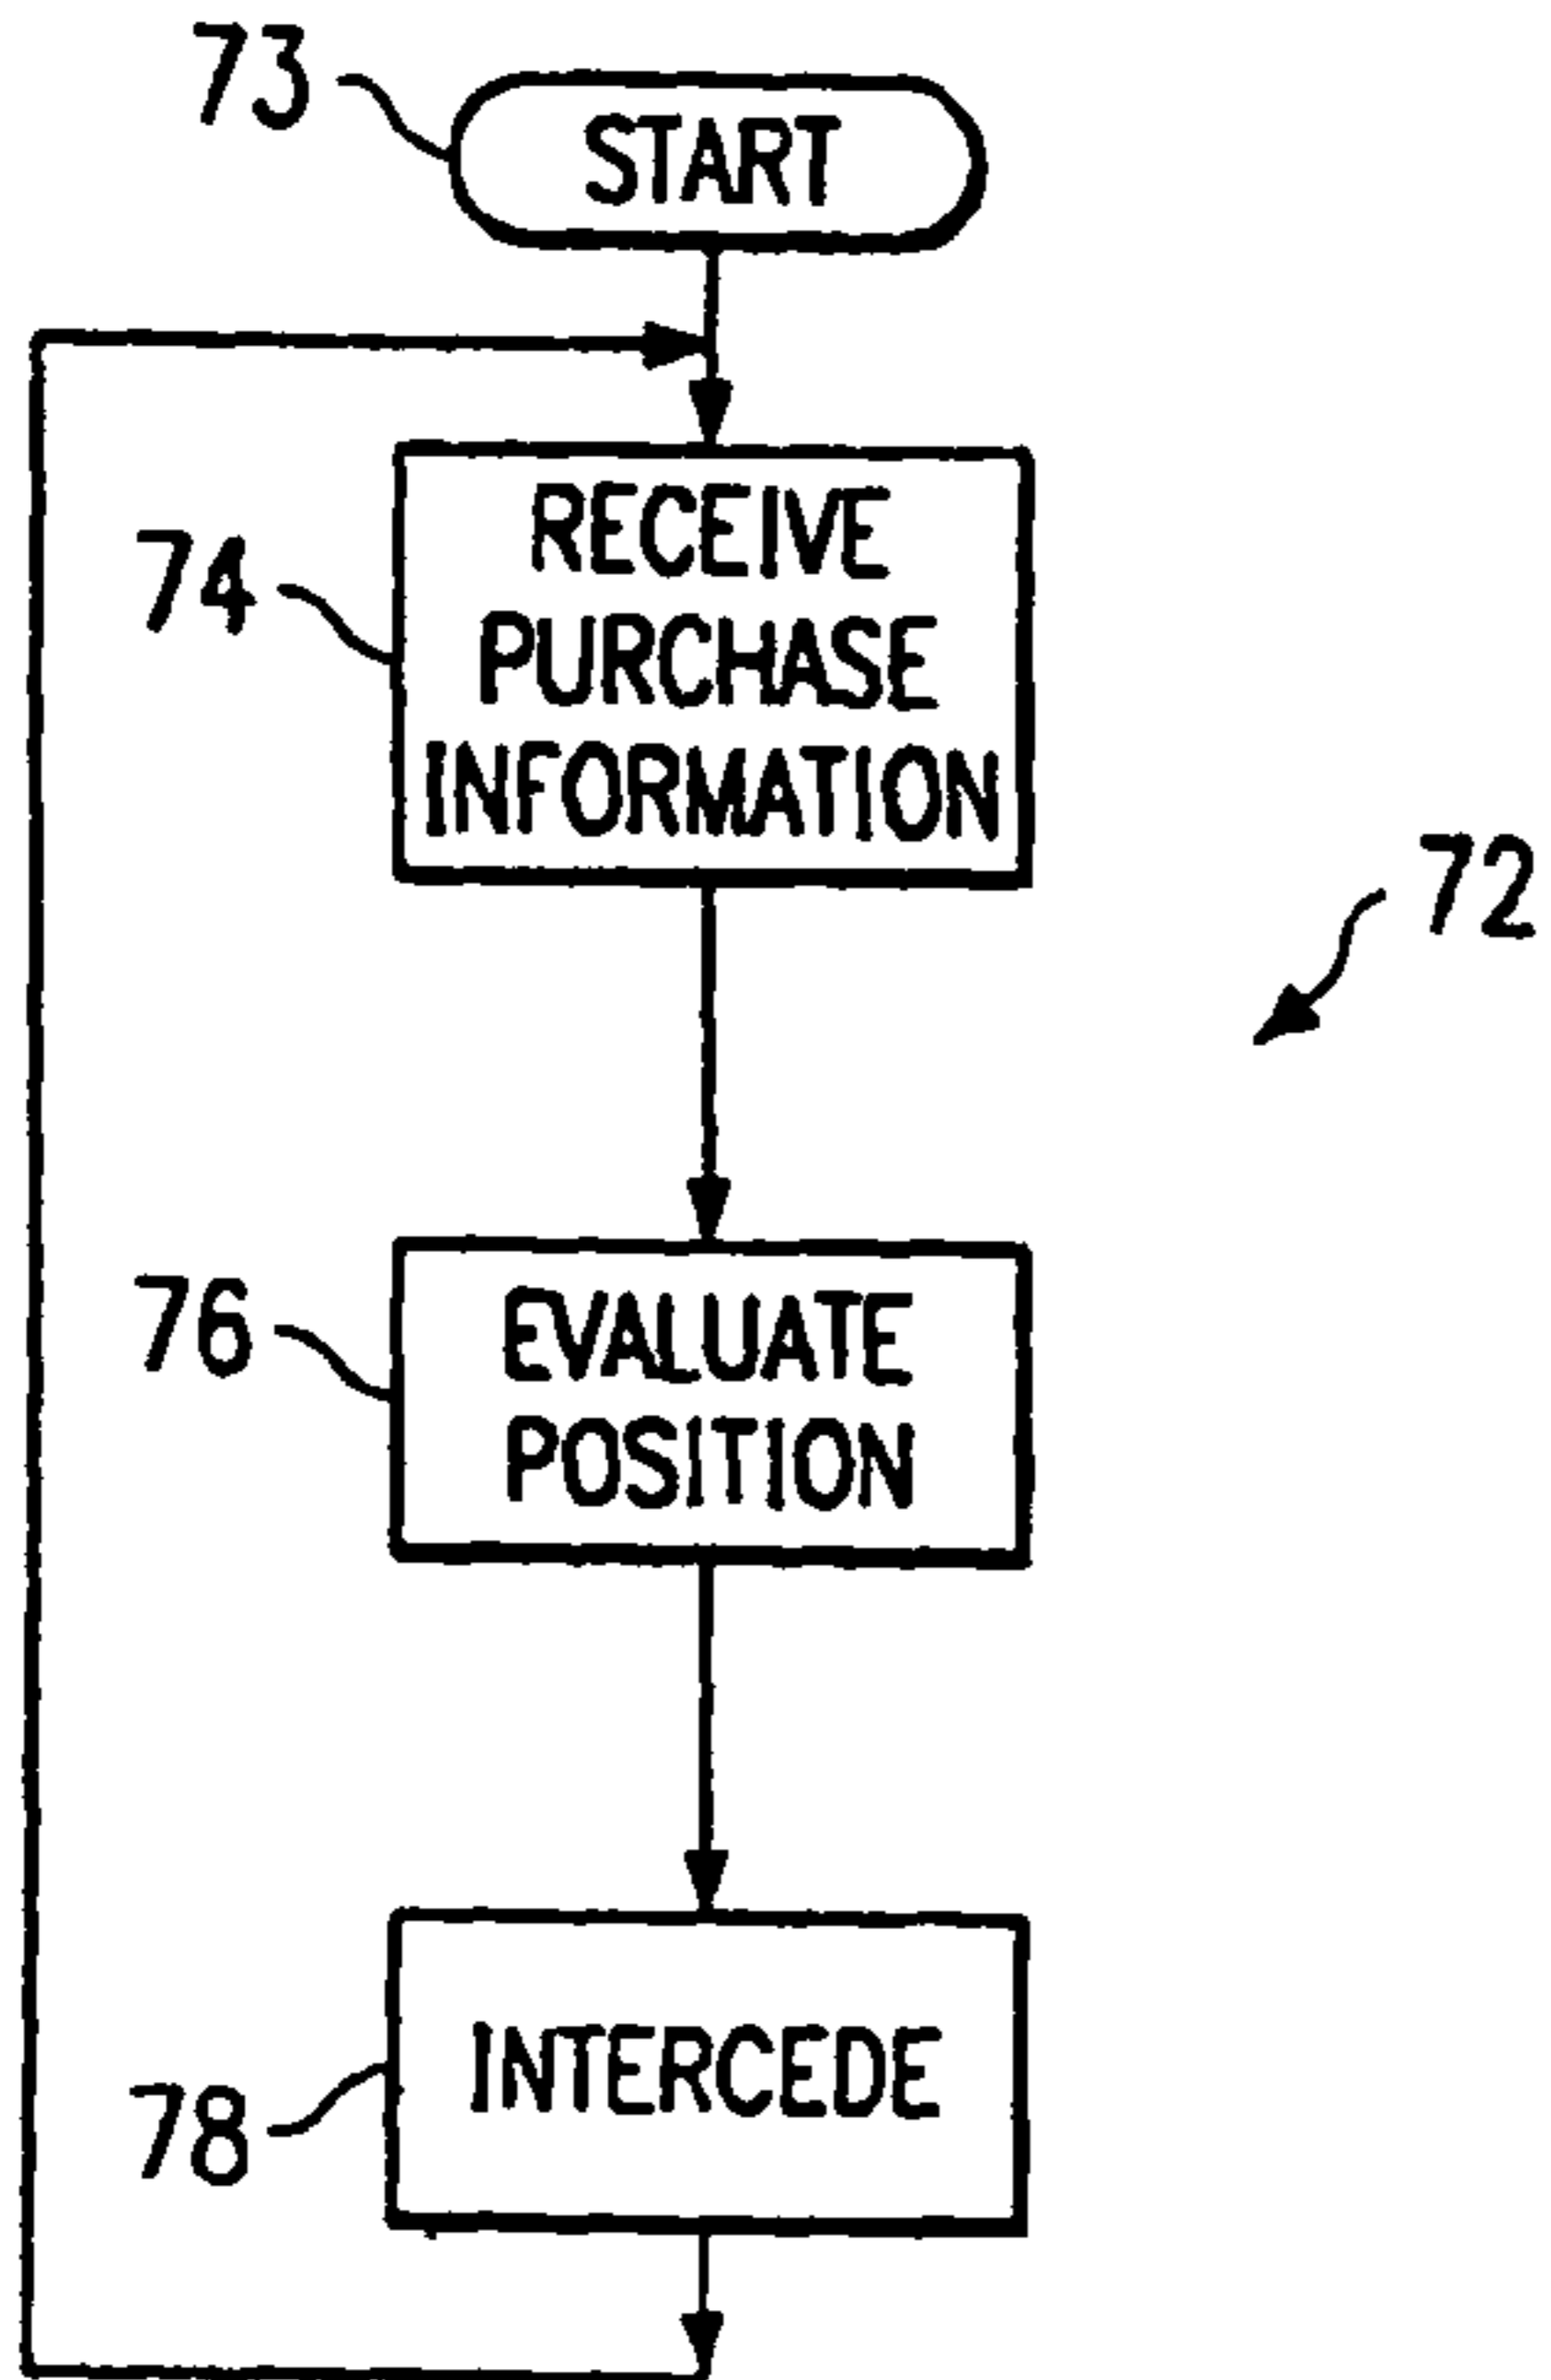 73
START
74
RECEIVE
PURCHASE
INFORMATION
72
76
EVALUATE
POSITION
78
INTERCEDE